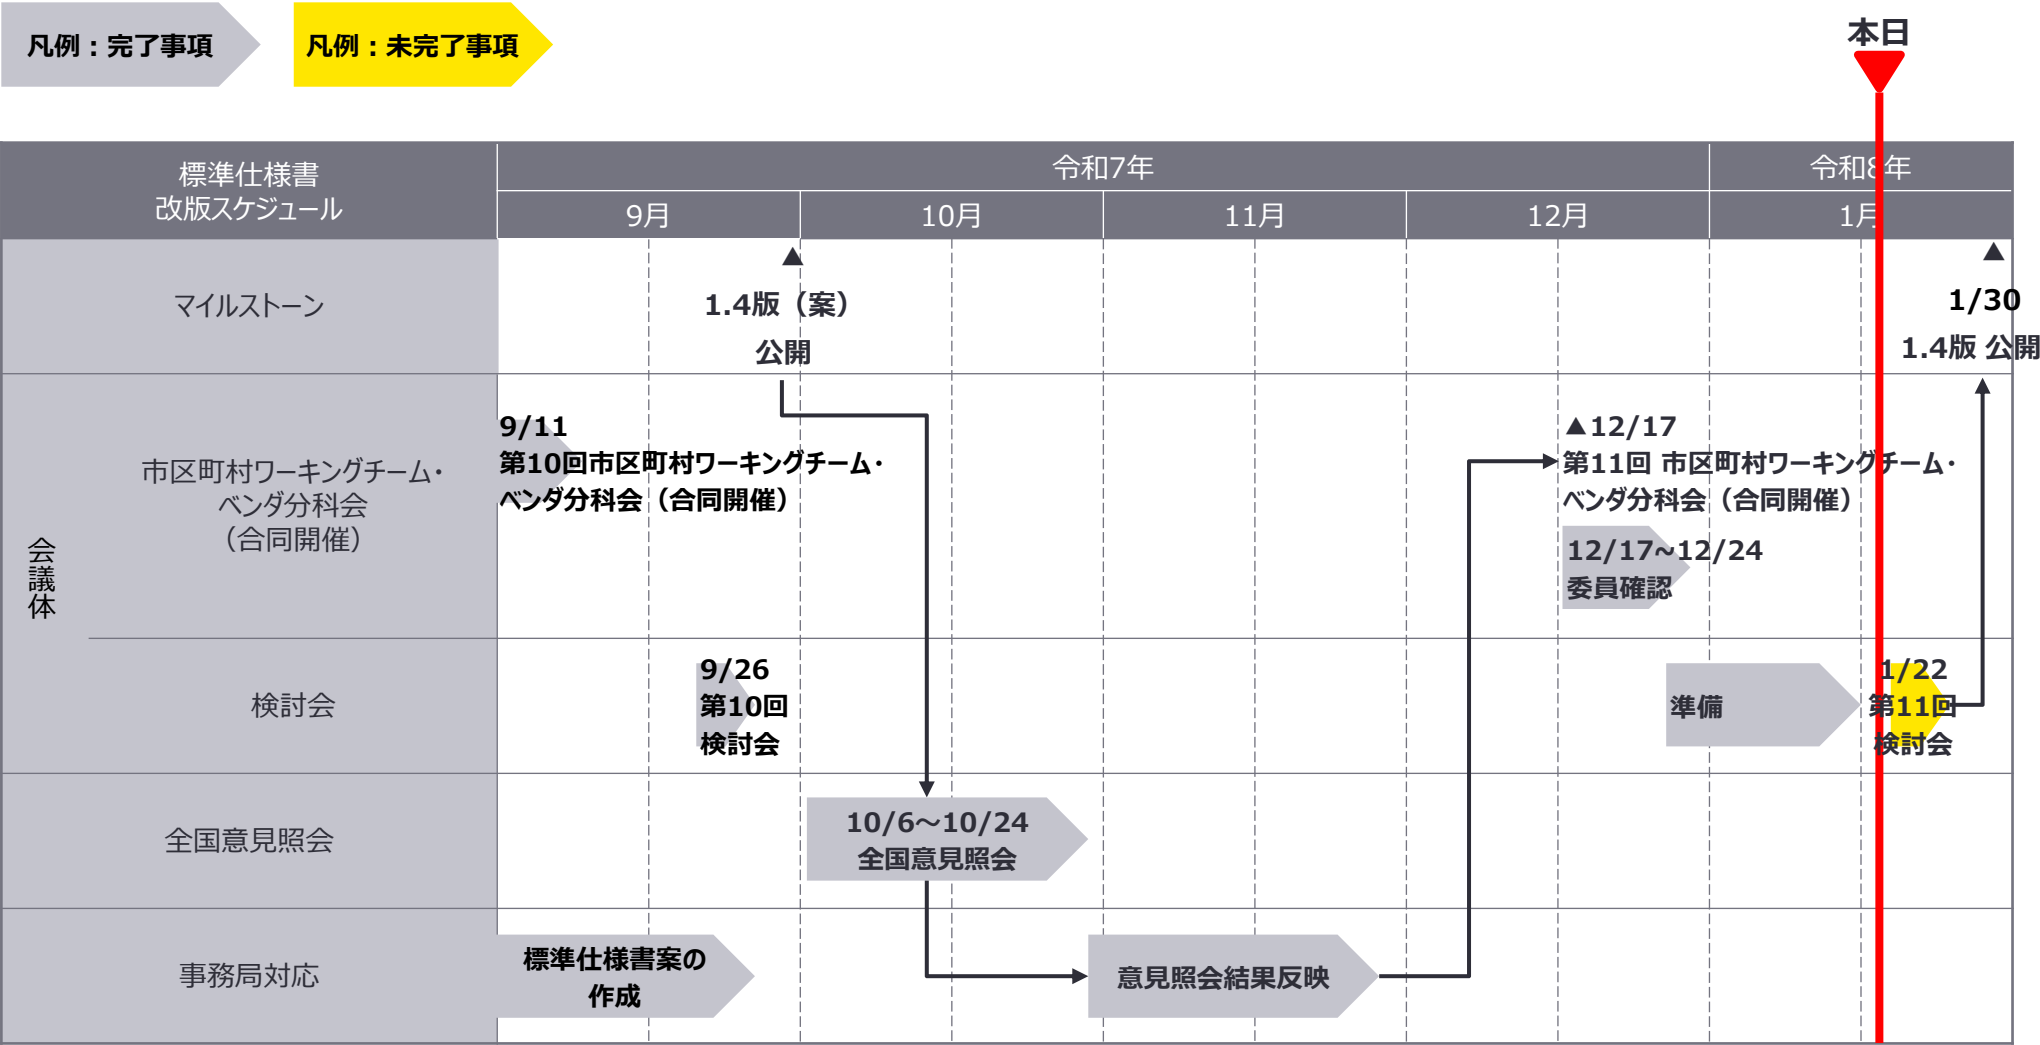 凡例：完了事項
凡例：未完了事項
本日
標準仕様書
改版スケジュール
令和7年
令和8年
9月
10月
11月
12月
1月
マイルストーン
▲
1.4版（案）
公開
▲
1/30
1.4版 公開
会議体
市区町村ワーキングチーム・
ベンダ分科会
（合同開催）
9/11
第10回市区町村ワーキングチーム・
ベンダ分科会（合同開催）
▲12/17
第11回 市区町村ワーキングチーム・
ベンダ分科会（合同開催）
12/17~12/24
委員確認
検討会
9/26
第10回
検討会
準備
1/22
第11回
検討会
全国意見照会
10/6～10/24
全国意見照会
事務局対応
標準仕様書案の
作成
意見照会結果反映